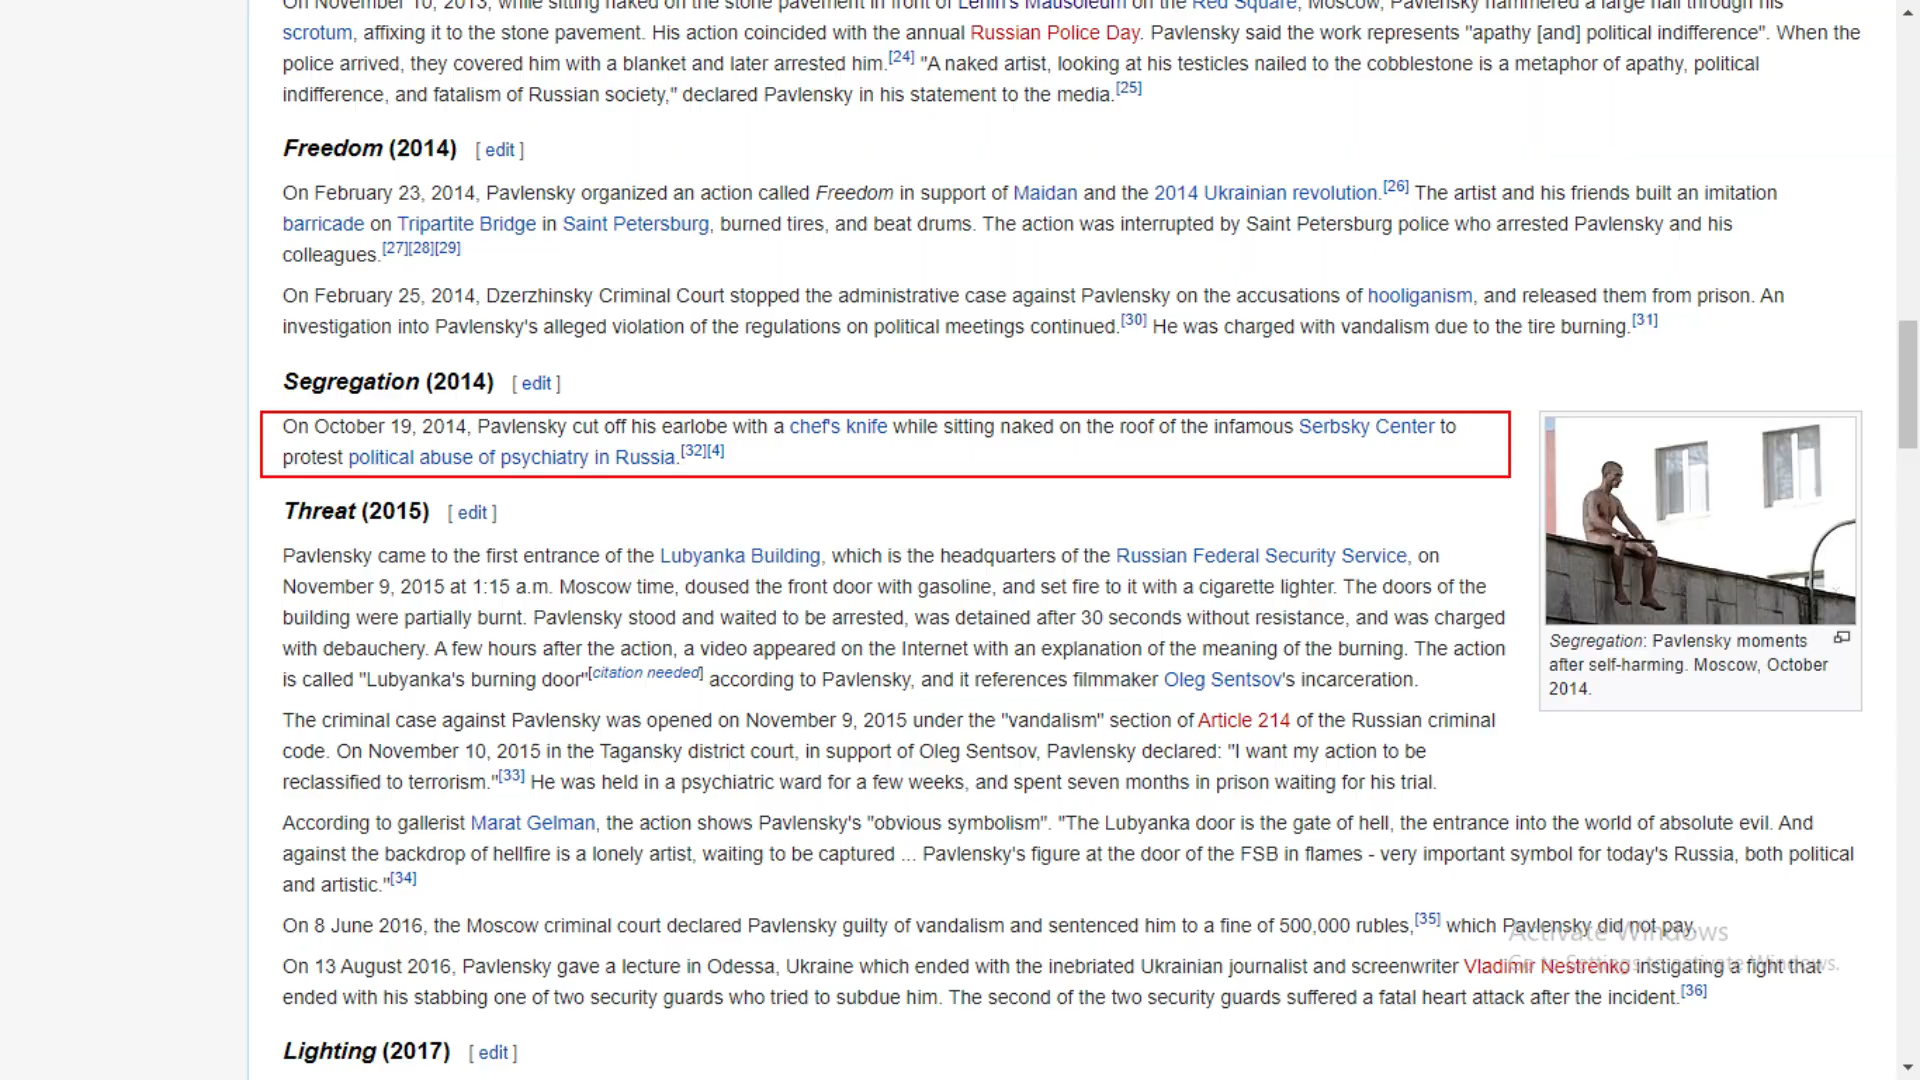 On November 10, 2013, while sitting naked on the stone pavement in front of Lenin's Mausoleum on the Red Square, Moscow, Pavlensky hammered a large nail through his
scrotum, affixing it to the stone pavement. His action coincided with the annual Russian Police Day. Pavlensky said the work represents "apathy [and] political indifference". When the
police arrived, they covered him with a blanket and later arrested him.[24] "A naked artist, looking at his testicles nailed to the cobblestone is a metaphor of apathy, political
indifference, and fatalism of Russian society," declared Pavlensky in his statement to the media.[25]
Freedom (2014) [ edit ]
On February 23, 2014, Pavlensky organized an action called Freedom in support of Maidan and the 2014 Ukrainian revolution.[26] The artist and his friends built an imitation
barricade on Tripartite Bridge in Saint Petersburg, burned tires, and beat drums. The action was interrupted by Saint Petersburg police who arrested Pavlensky and his
colleagues.[27][28][29]
On February 25, 2014, Dzerzhinsky Criminal Court stopped the administrative case against Pavlensky on the accusations of hooliganism, and released them from prison. An
investigation into Pavlensky's alleged violation of the regulations on political meetings continued.[30] He was charged with vandalism due to the tire burning.[31]
Segregation (2014) [ edit ]
On October 19, 2014, Pavlensky cut off his earlobe with a chef's knife while sitting naked on the roof of the infamous Serbsky Center to
protest political abuse of psychiatry in Russia.[32][4]
Segregation: Pavlensky moments
after self-harming. Moscow, October
2014.
Threat (2015) [ edit ]
Pavlensky came to the first entrance of the Lubyanka Building, which is the headquarters of the Russian Federal Security Service, on
November 9, 2015 at 1:15 a.m. Moscow time, doused the front door with gasoline, and set fire to it with a cigarette lighter. The doors of the
building were partially burnt. Pavlensky stood and waited to be arrested, was detained after 30 seconds without resistance, and was charged
with debauchery. A few hours after the action, a video appeared on the Internet with an explanation of the meaning of the burning. The action
is called "Lubyanka's burning door"[citation needed] according to Pavlensky, and it references filmmaker Oleg Sentsov's incarceration.
The criminal case against Pavlensky was opened on November 9, 2015 under the "vandalism" section of Article 214 of the Russian criminal
code. On November 10, 2015 in the Tagansky district court, in support of Oleg Sentsov, Pavlensky declared: "I want my action to be
reclassified to terrorism."[33] He was held in a psychiatric ward for a few weeks, and spent seven months in prison waiting for his trial.
According to gallerist Marat Gelman, the action shows Pavlensky's "obvious symbolism". "The Lubyanka door is the gate of hell, the entrance into the world of absolute evil. And
against the backdrop of hellfire is a lonely artist, waiting to be captured ... Pavlensky's figure at the door of the FSB in flames - very important symbol for today's Russia, both political
and artistic."[34]
On 8 June 2016, the Moscow criminal court declared Pavlensky guilty of vandalism and sentenced him to a fine of 500,000 rubles,[35] which Pavlensky did not pay.
Activate Windows
On 13 August 2016, Pavlensky gave a lecture in Odessa, Ukraine which ended with the inebriated Ukrainian journalist and screenwriter Vladimir Nestrenko instigating a fight that
Go to Settings to activate Windows.
ended with his stabbing one of two security guards who tried to subdue him. The second of the two security guards suffered a fatal heart attack after the incident.[36]
Lighting (2017) [ edit ]